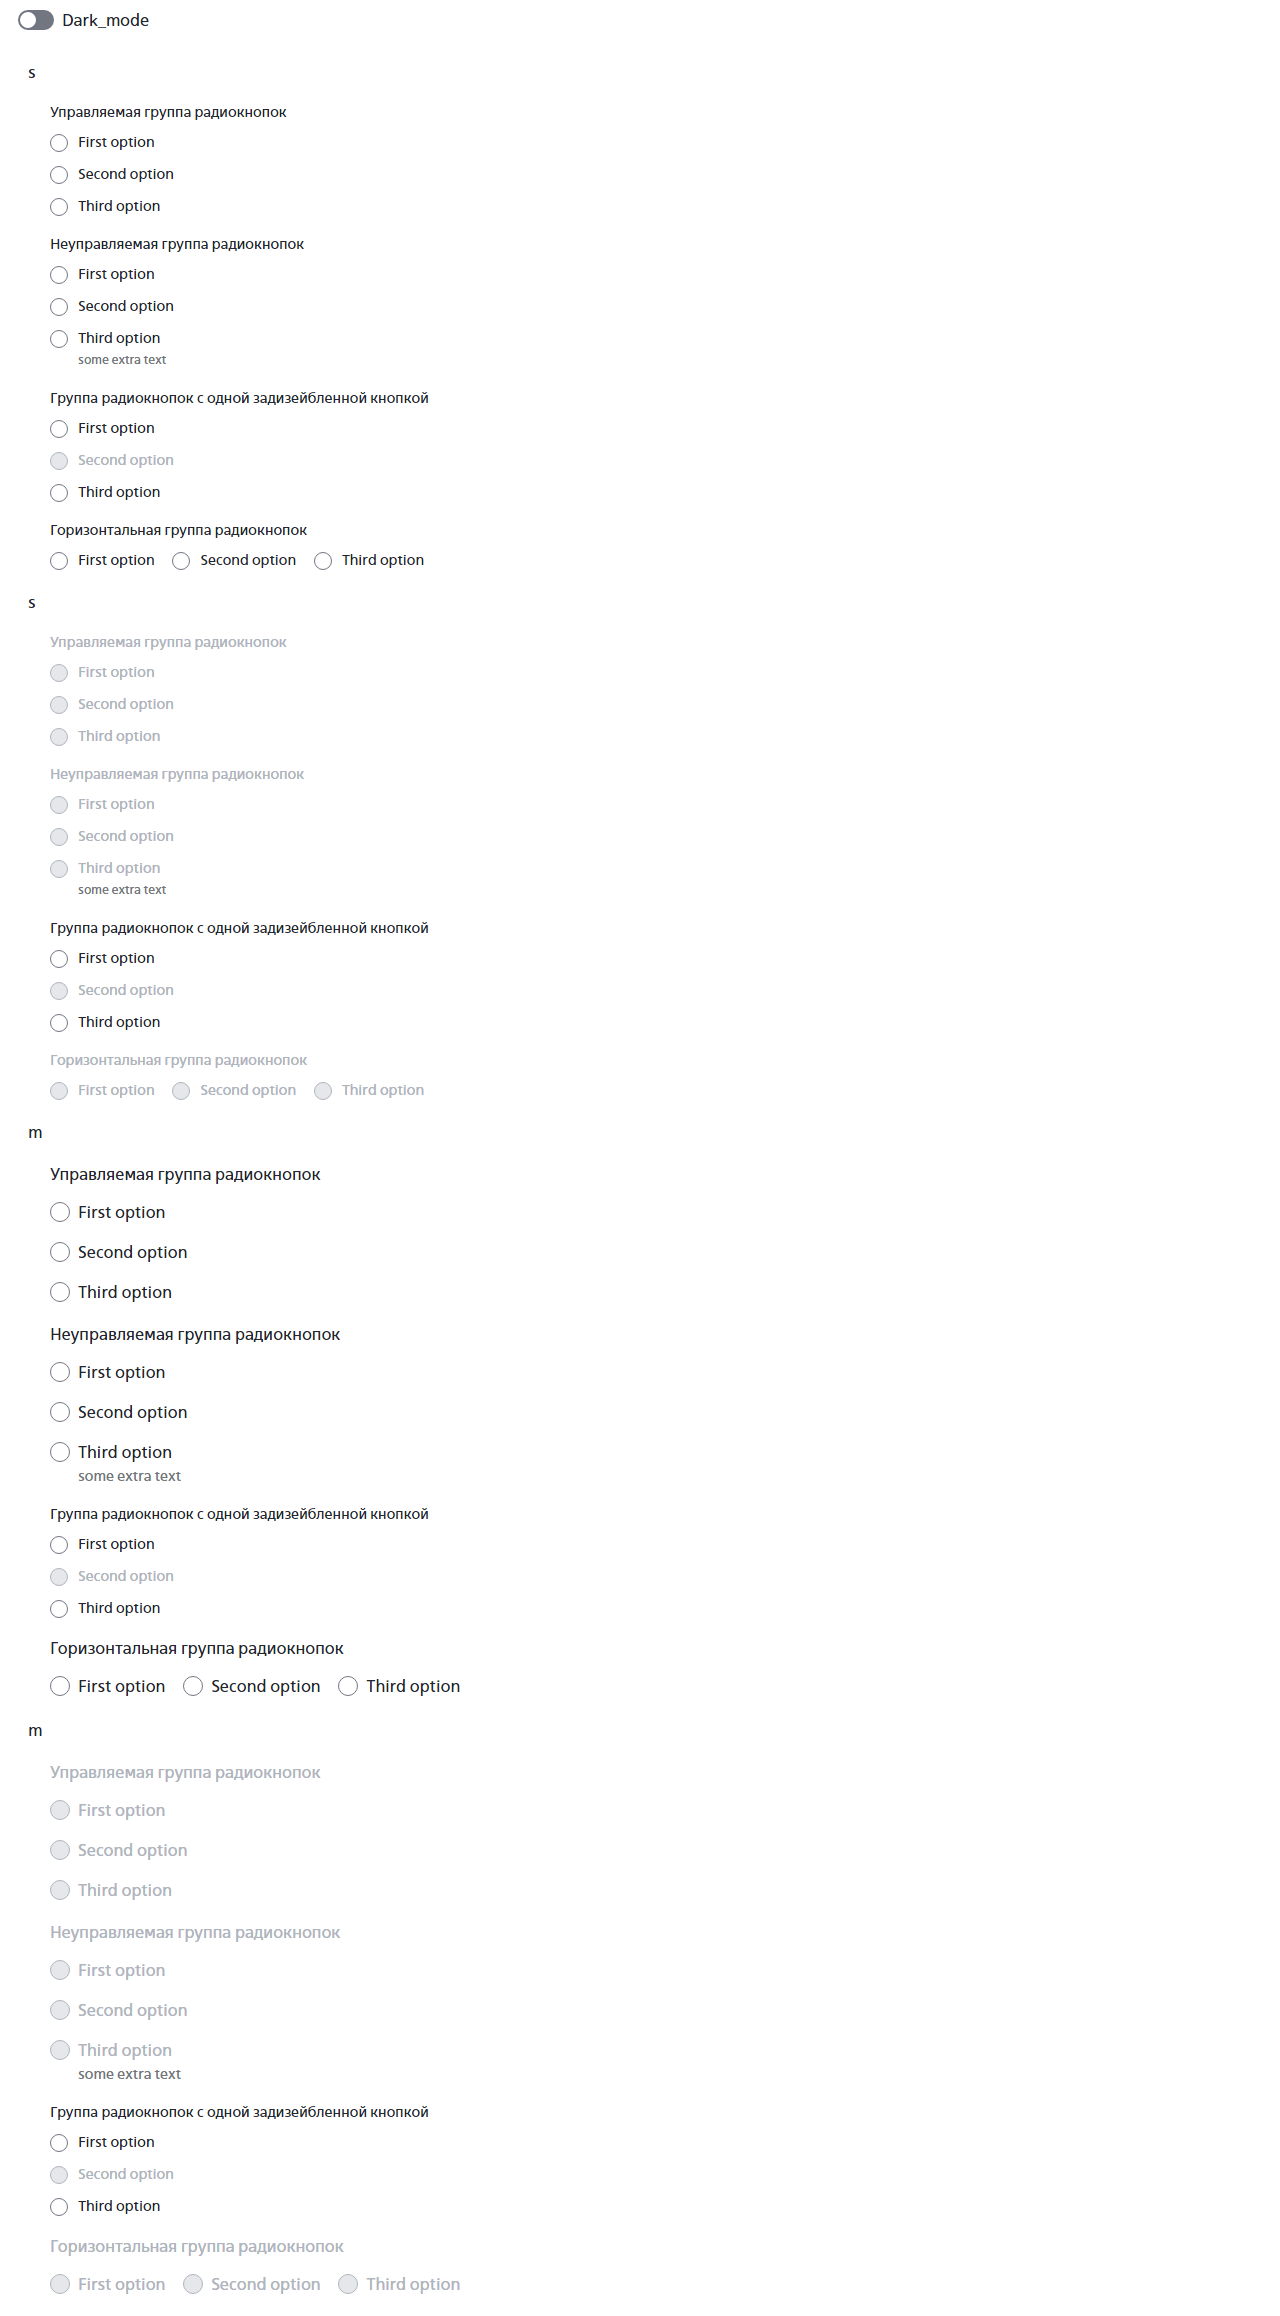 Dark_mode
s
Управляемая группа радиокнопок
First option
Second option
Third option
Неуправляемая группа радиокнопок
First option
Second option
Third option
some extra text
Группа радиокнопок с одной задизейбленной кнопкой
First option
Second option
Third option
Горизонтальная группа радиокнопок
First option Second option Third option
s
Управляемая группа радиокнопок
First option
Second option
Third option
Неуправляемая группа радиокнопок
First option
Second option
Third option
some extra text
Группа радиокнопок с одной задизейбленной кнопкой
First option
Second option
Third option
Горизонтальная группа радиокнопок
First option Second option Third option
m
Управляемая группа радиокнопок
First option
Second option
Third option
Неуправляемая группа радиокнопок
First option
Second option
Third option
some extra text
Группа радиокнопок с одной задизейбленной кнопкой
First option
Second option
Third option
Горизонтальная группа радиокнопок
First option Second option Third option
m
Управляемая группа радиокнопок
First option
Second option
Third option
Неуправляемая группа радиокнопок
First option
Second option
Third option
some extra text
Группа радиокнопок с одной задизейбленной кнопкой
First option
Second option
Third option
Горизонтальная группа радиокнопок
First option Second option Third option